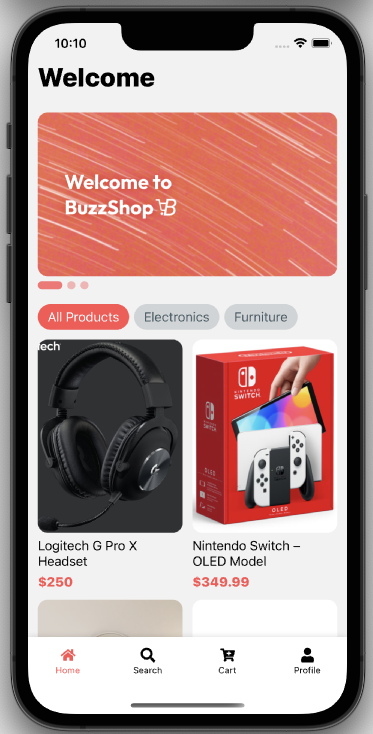 10:10
Welcome
Welcome to
BuzzShop
All Products
Electronics
Furniture
tech
NINTENDO
SWITCH
OLED
Logitech G Pro X
Headset
$250
Nintendo Switch –
OLED Model
$349.99
Home
Search
Cart
Profile